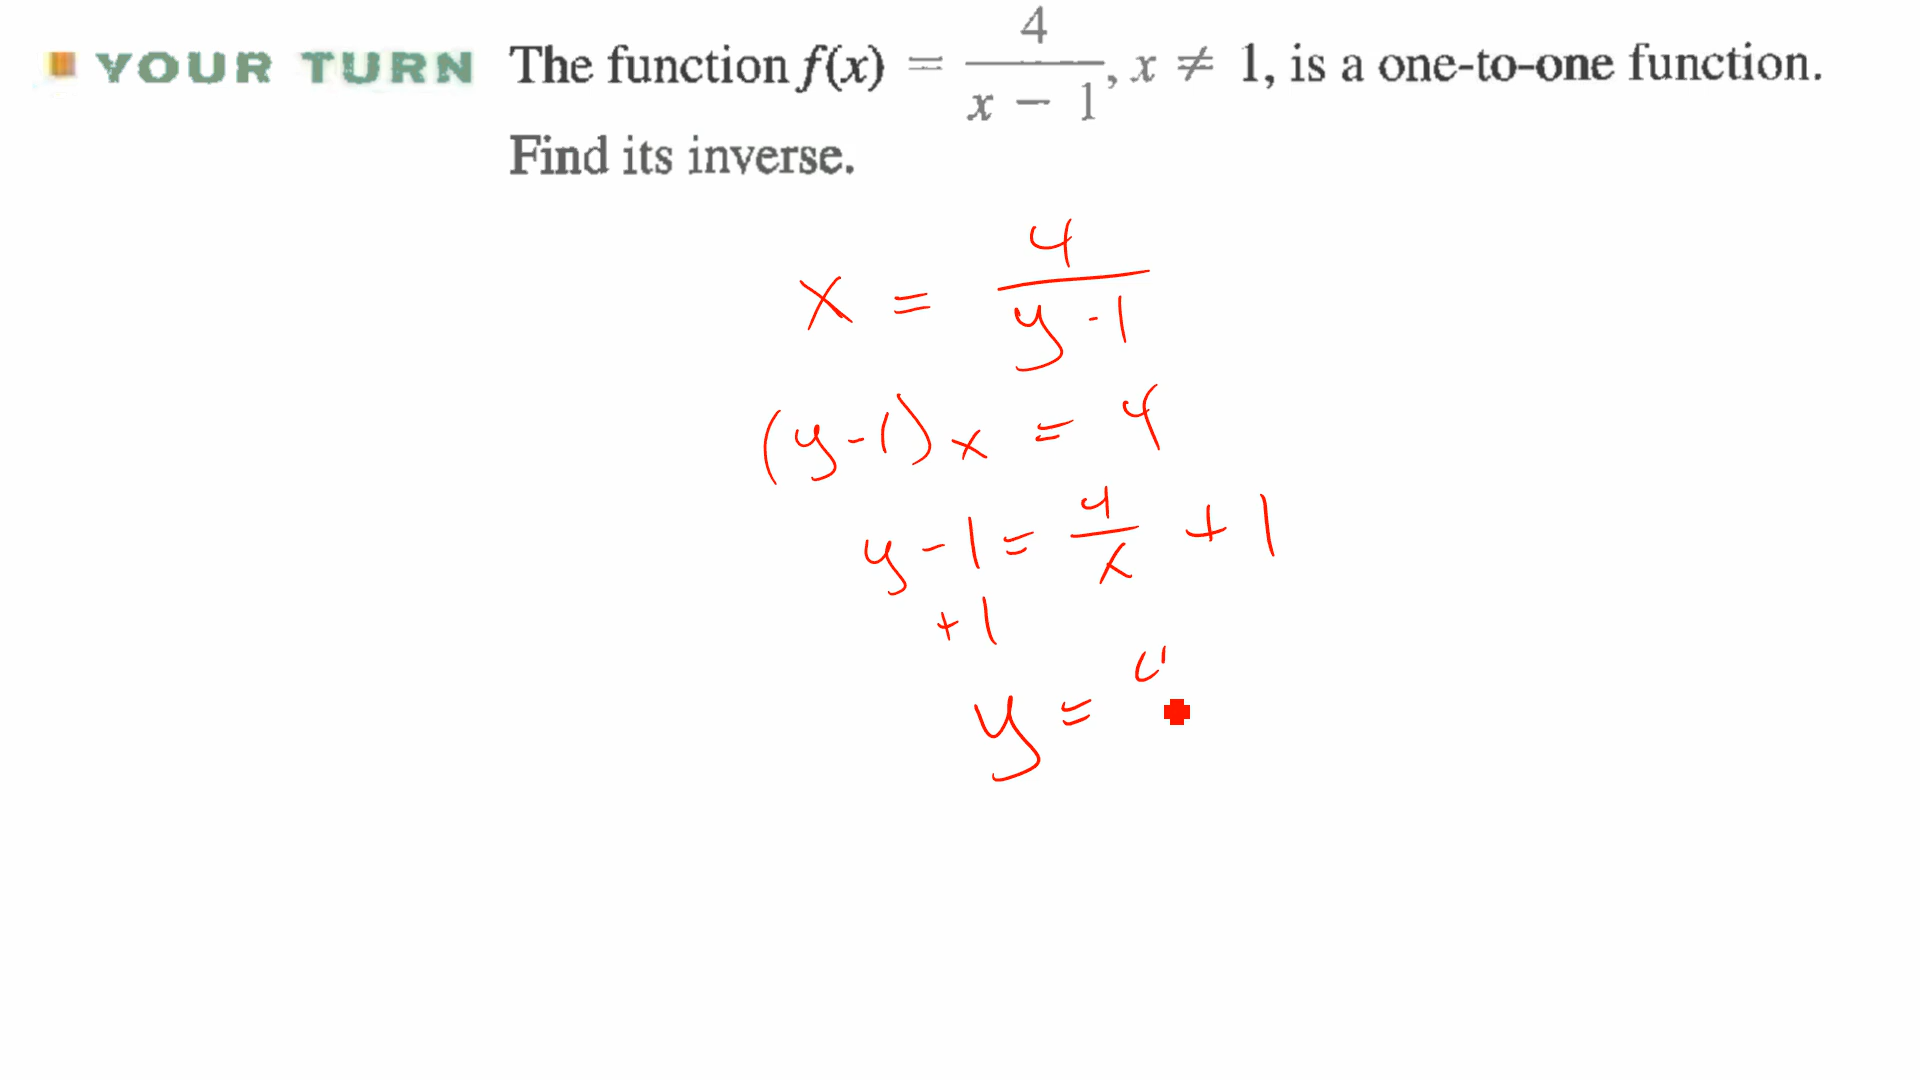 YOUR TURN The function f(x) = 4/(x − 1), x ≠ 1, is a one-to-one function.
Find its inverse.
x = 4/(y-1)
(y-1)x = 4
y-1 = 4/x + 1
+1
y = 4